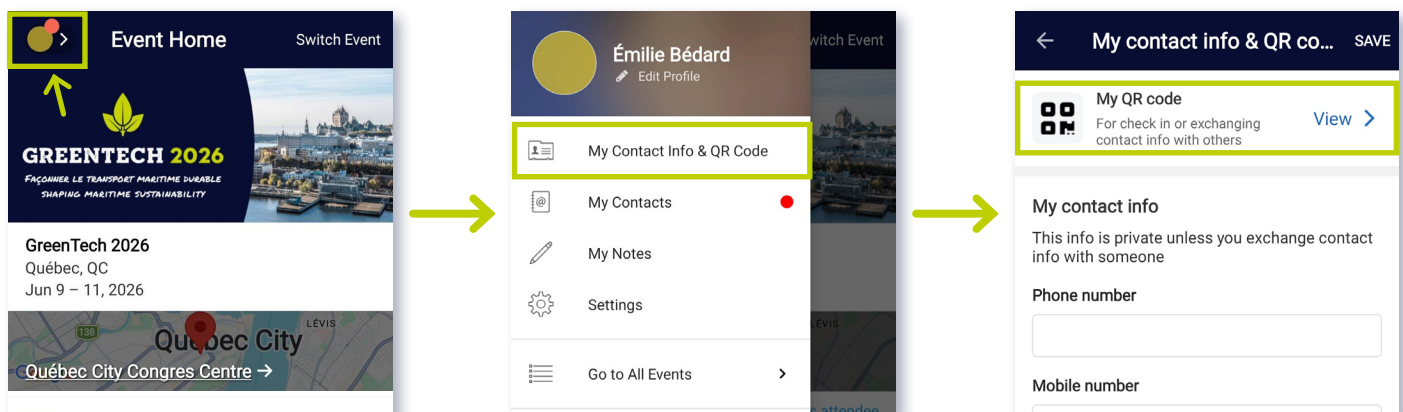 Event Home
Switch Event
GREENTECH 2026
FAÇONNER LE TRANSPORT MARITIME DURABLE
SHAPING MARITIME SUSTAINABILITY
GreenTech 2026
Québec, QC
Jun 9 – 11, 2026
138
LÉVIS
Québec City
Québec City Congres Centre →
Émilie Bédard
Edit Profile
witch Event
My Contact Info & QR Code
My Contacts
My Notes
Settings
LÉVIS
Go to All Events
s attendee
My contact info & QR co...
SAVE
My QR code
For check in or exchanging
contact info with others
View
My contact info
This info is private unless you exchange contact
info with someone
Phone number
Mobile number